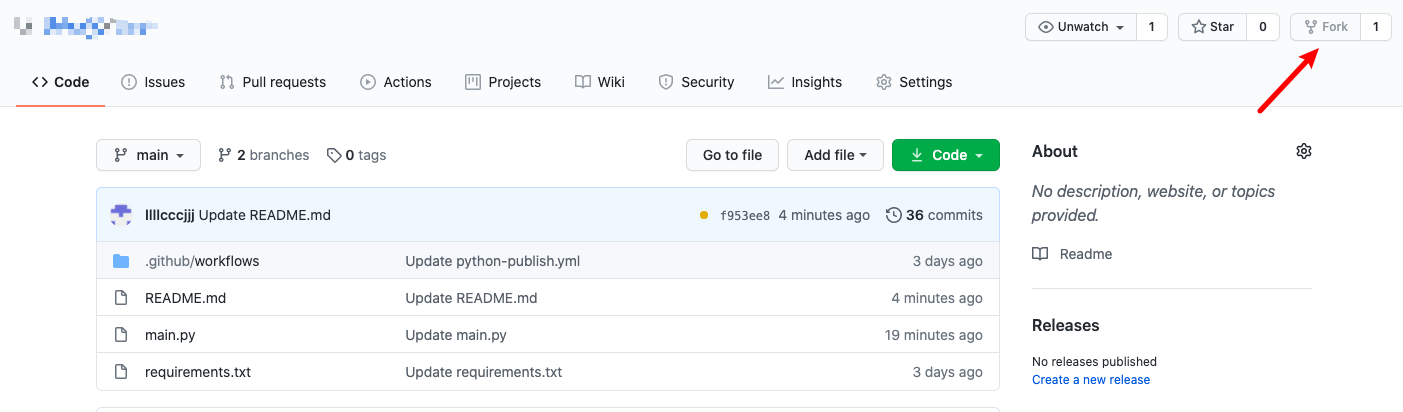 Unwatch 1 Star 0 Fork 1
Code Issues Pull requests Actions Projects Wiki Security Insights Settings
main 2 branches 0 tags Go to file Add file Code
llllcccjjj Update README.md f953ee8 4 minutes ago 36 commits
.github/workflows Update python-publish.yml 3 days ago
README.md Update README.md 4 minutes ago
main.py Update main.py 19 minutes ago
requirements.txt Update requirements.txt 3 days ago
About
No description, website, or topics
provided.
Readme
Releases
No releases published
Create a new release